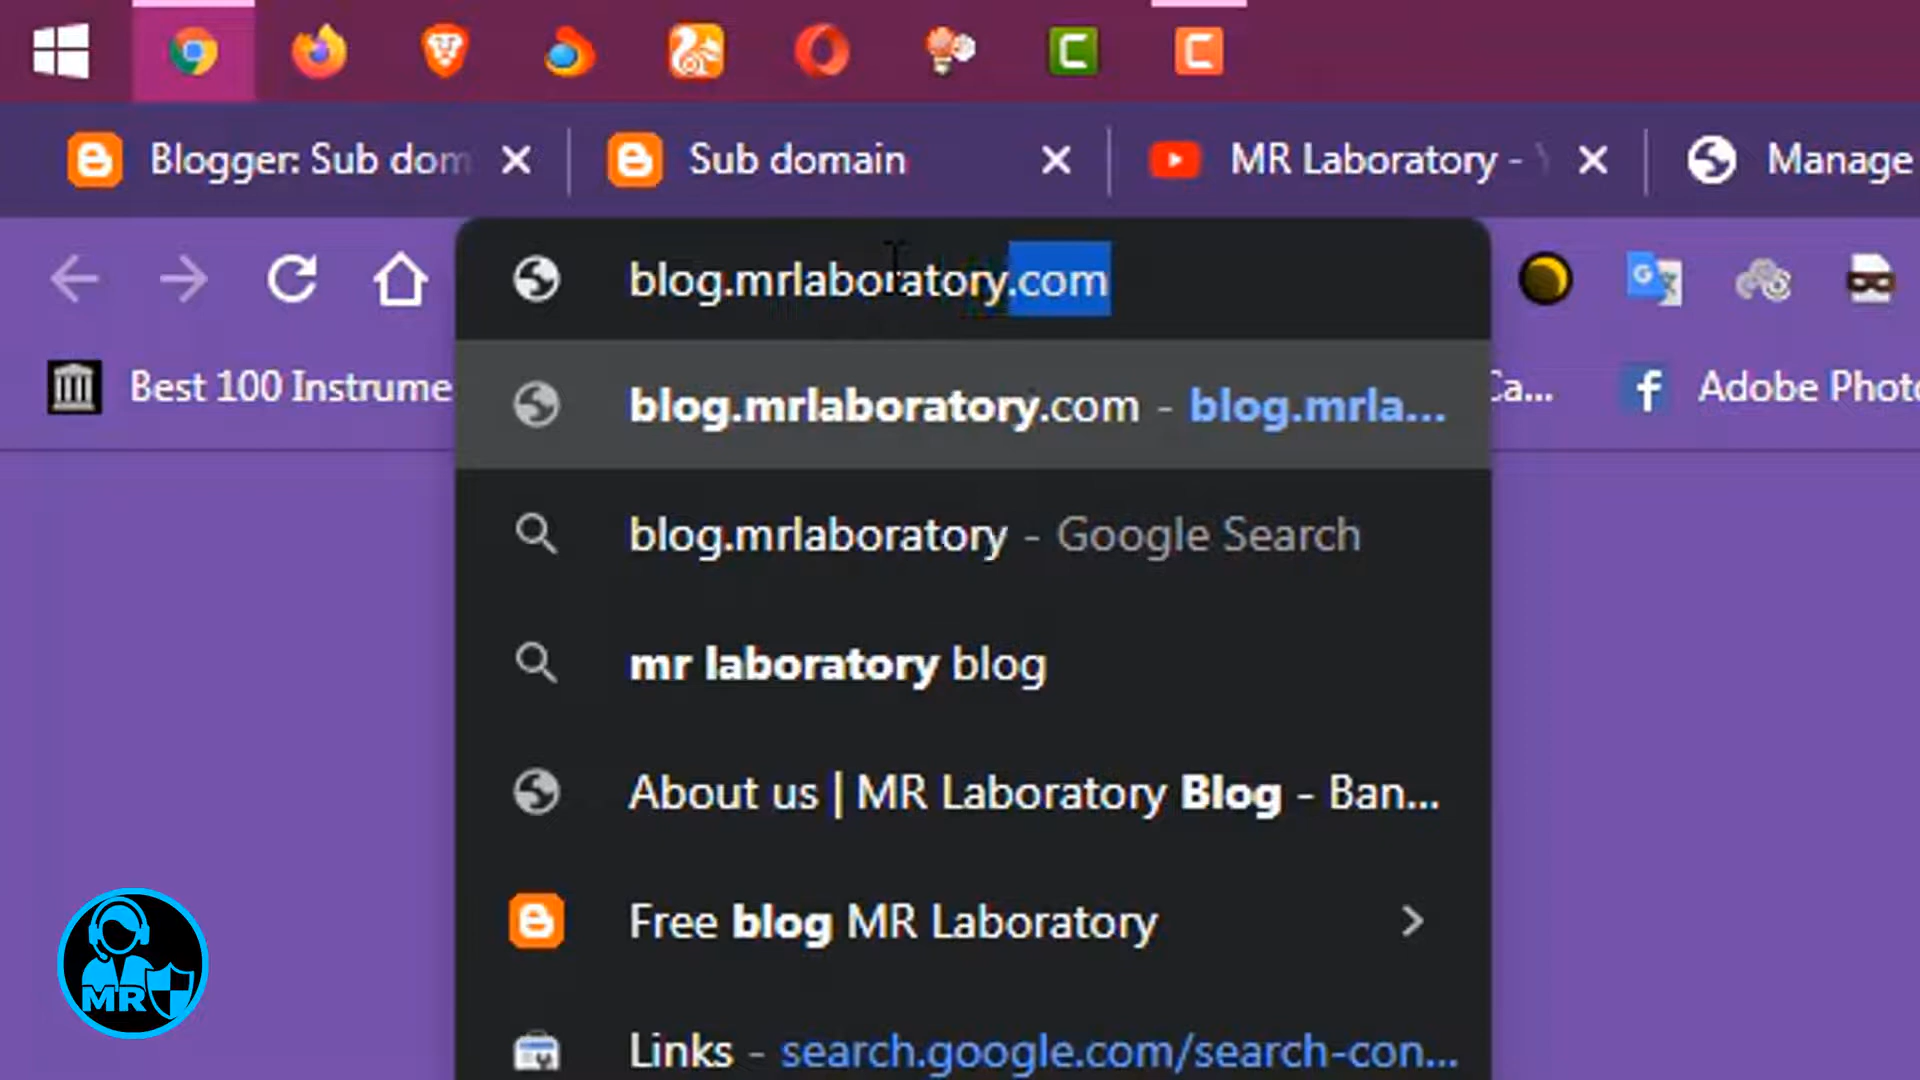 Blogger: Sub dom
Sub domain
MR Laboratory -
Manage
blog.mrlaboratory.com
Best 100 Instrume
Ca...
Adobe Photo
blog.mrlaboratory.com - blog.mrla...
blog.mrlaboratory - Google Search
mr laboratory blog
About us | MR Laboratory Blog - Ban...
Free blog MR Laboratory
Links - search.google.com/search-con...
MR